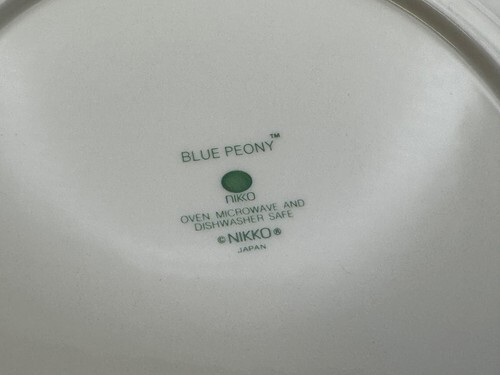 BLUE PEONY™
nikko
OVEN MICROWAVE AND
DISHWASHER SAFE
© NIKKO®
JAPAN